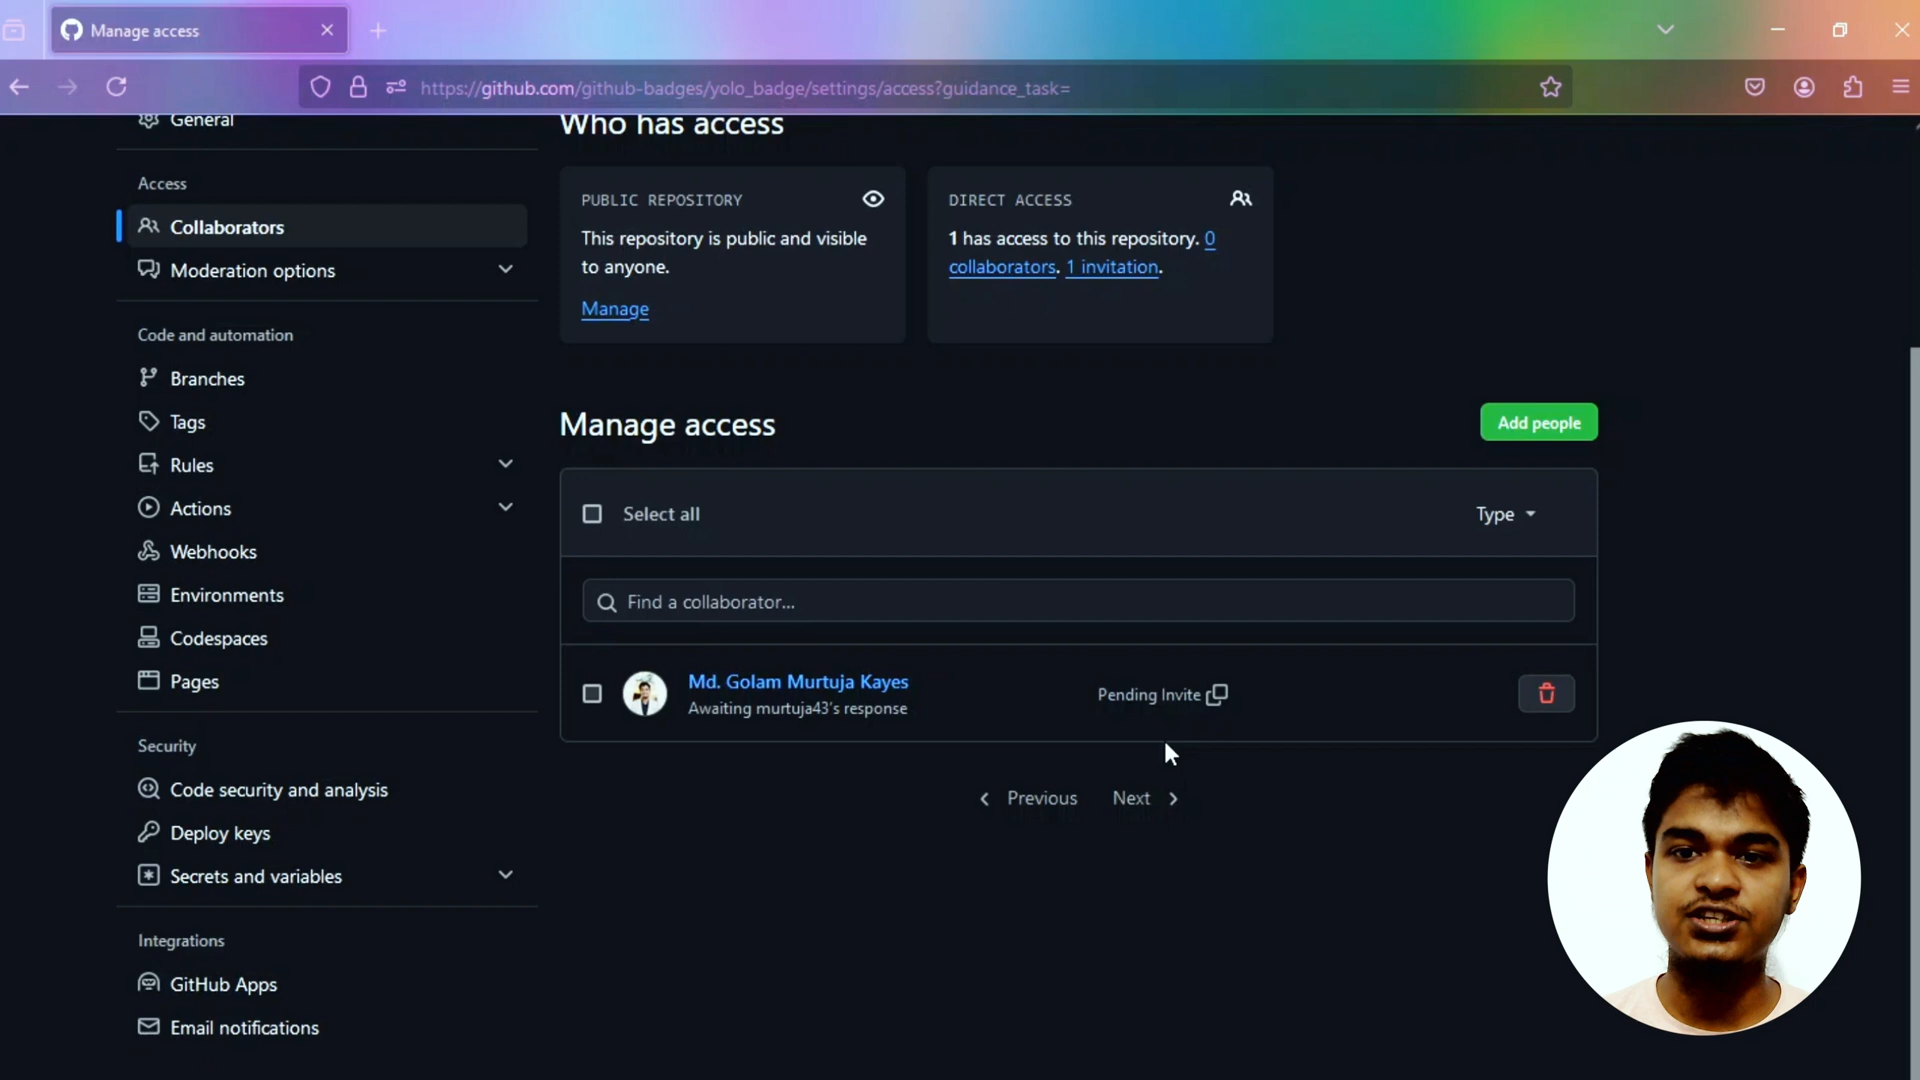 Manage access
https://github.com/github-badges/yolo_badge/settings/access?guidance_task=
General
Access
Collaborators
Moderation options
Code and automation
Branches
Tags
Rules
Actions
Webhooks
Environments
Codespaces
Pages
Security
Code security and analysis
Deploy keys
Secrets and variables
Integrations
GitHub Apps
Email notifications
Who has access
PUBLIC REPOSITORY
This repository is public and visible
to anyone.
Manage
DIRECT ACCESS
1 has access to this repository. 0
collaborators. 1 invitation.
Manage access
Add people
Select all
Type
Find a collaborator...
Md. Golam Murtuja Kayes
Awaiting murtuja43's response
Pending Invite
Previous
Next